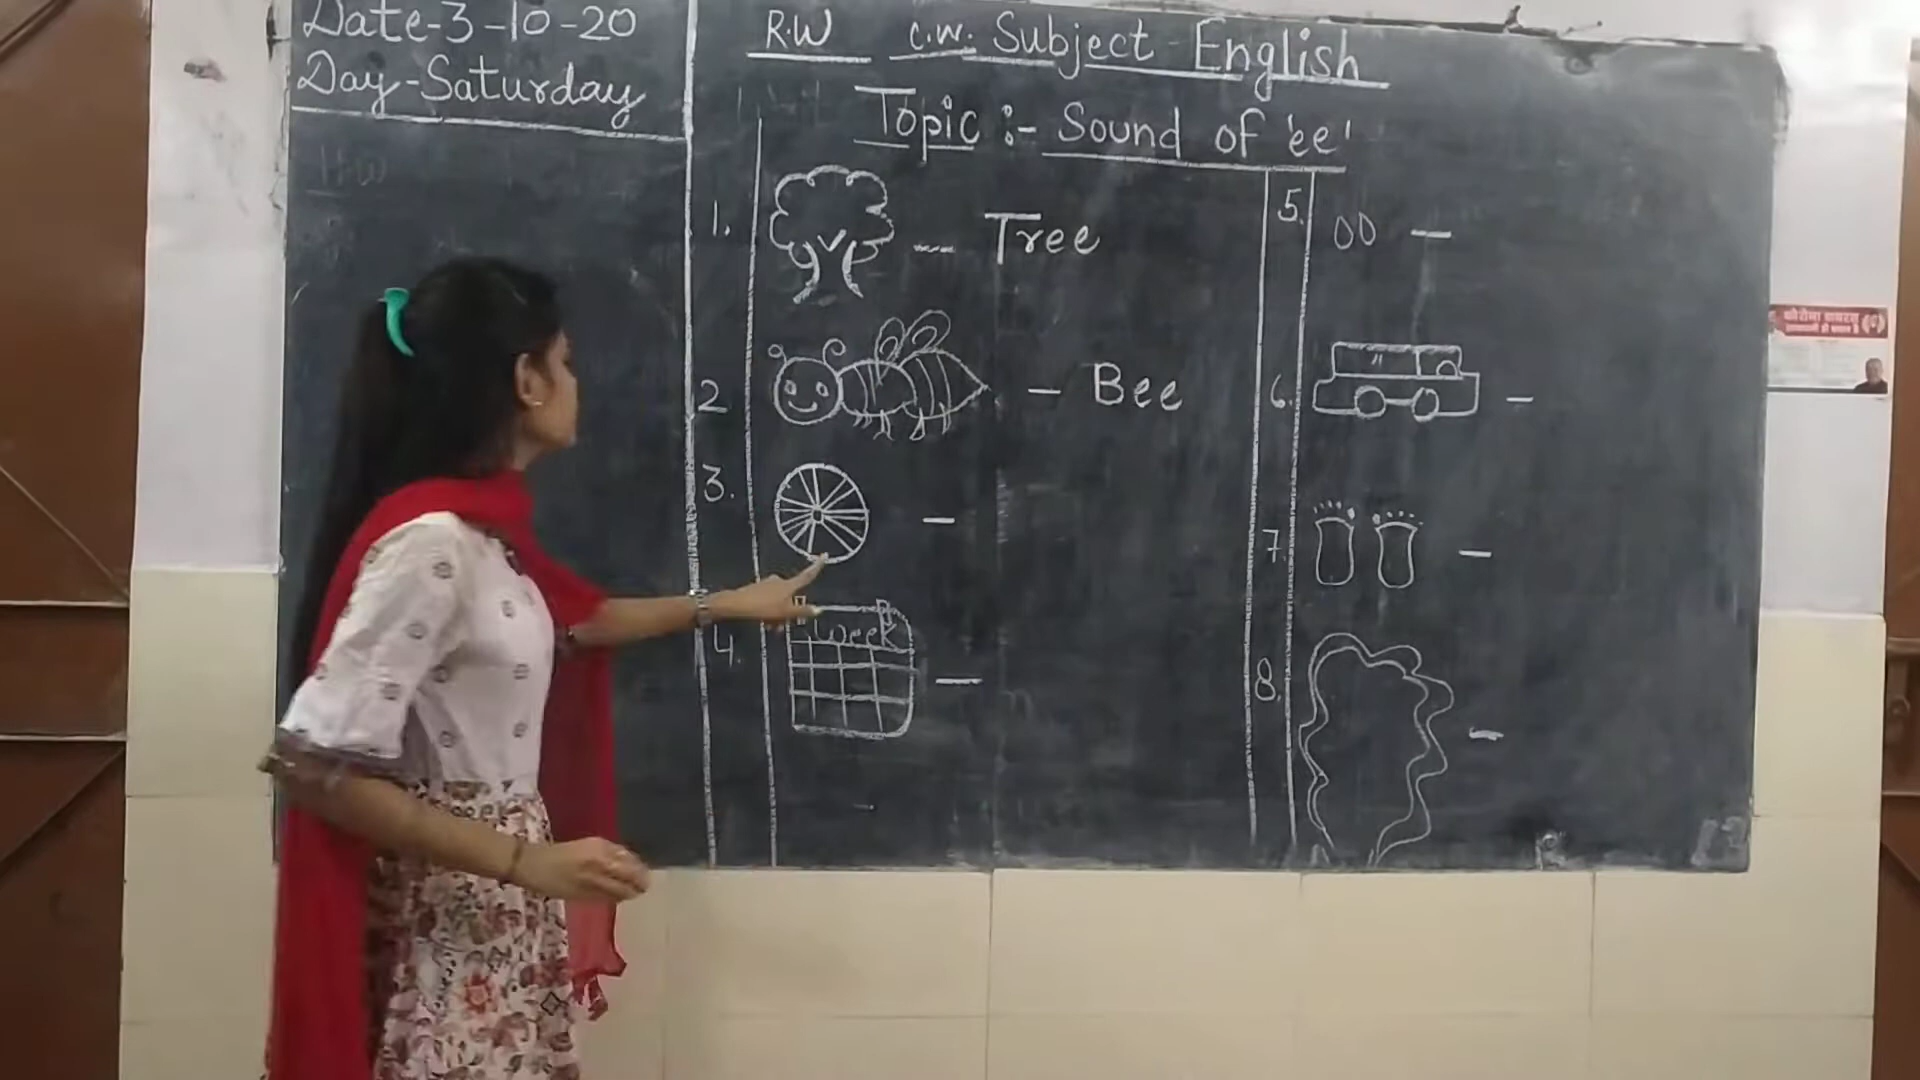 Date-3-10-20
Day-Saturday
R.W C.W. Subject-English
Topic :- Sound of 'ee'
H.W
1. — Tree
2 — Bee
3. —
4. Week —
5. —
6. —
7. —
8. —